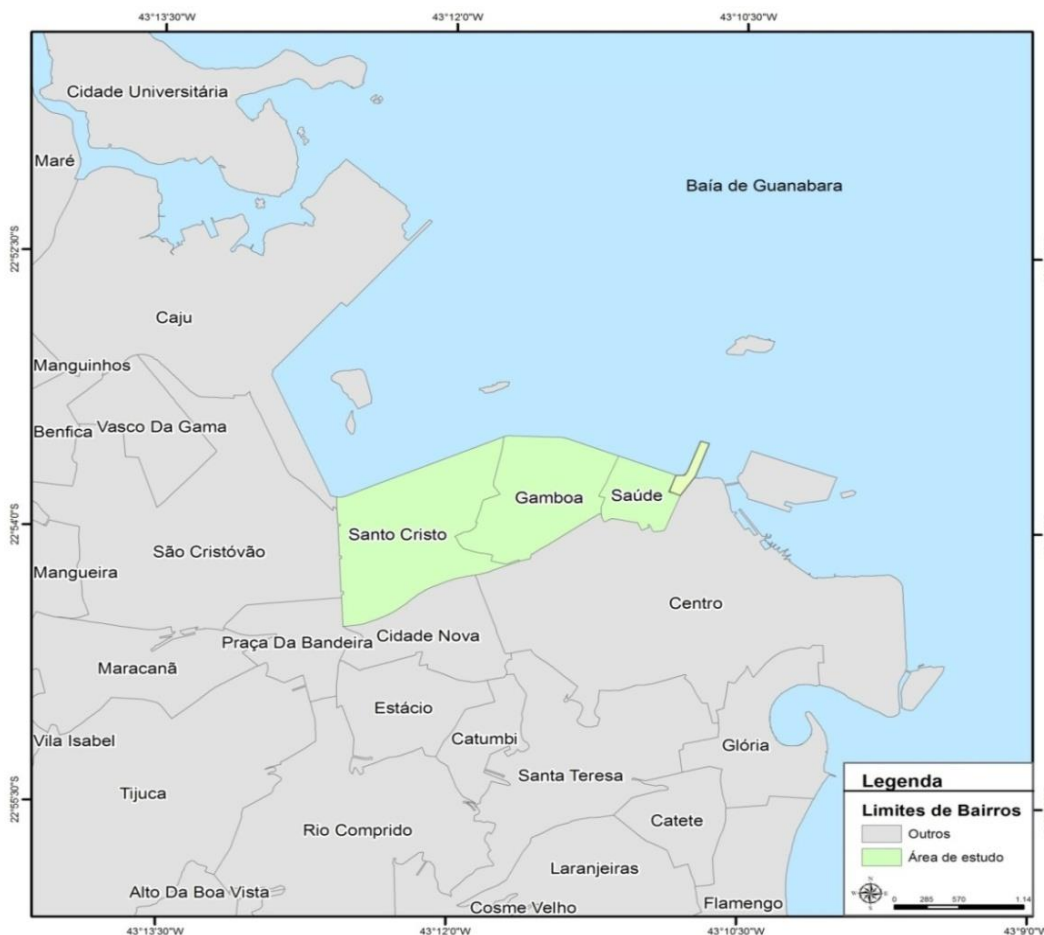 43°13'30"W 43°12'0"W 43°10'30"W
Cidade Universitária
Maré
Baía de Guanabara
22°52'30"S
Caju
Manguinhos
Vasco Da Gama
Benfica
Gamboa
Saúde
Santo Cristo
22°54'0"S
São Cristóvão
Mangueira
Centro
Cidade Nova
Praça Da Bandeira
Maracanã
Estácio
Catumbi
Vila Isabel
Glória
Santa Teresa
Tijuca
Catete
Rio Comprido
Laranjeiras
Alto Da Boa Vista
Cosme Velho
Flamengo
Legenda
Limites de Bairros
Outros
Área de estudo
N
0 285 570 1.14
43°13'30"W 43°12'0"W 43°10'30"W 43°9'0"W